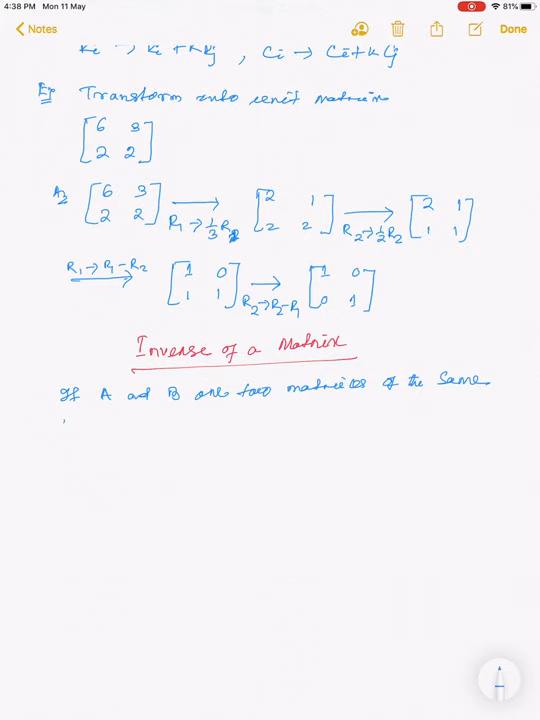 4:38 PM Mon 11 May 81%
Notes Done
Ri → Ri + k Rj , Ci → Ci + k Cj
Ex Transform into unit matrix
[6 3
2 2]
A= [6 3 [2 1 [2 1
2 2] R1 → 1/3 R1 2 2] R2 → 1/2 R2 1 1]
R1 → R1 – R2 [1 0 [1 0
1 1] R2 → R2 – R1 0 1]
Inverse of a Matrix
If A and B are two matrices of the same